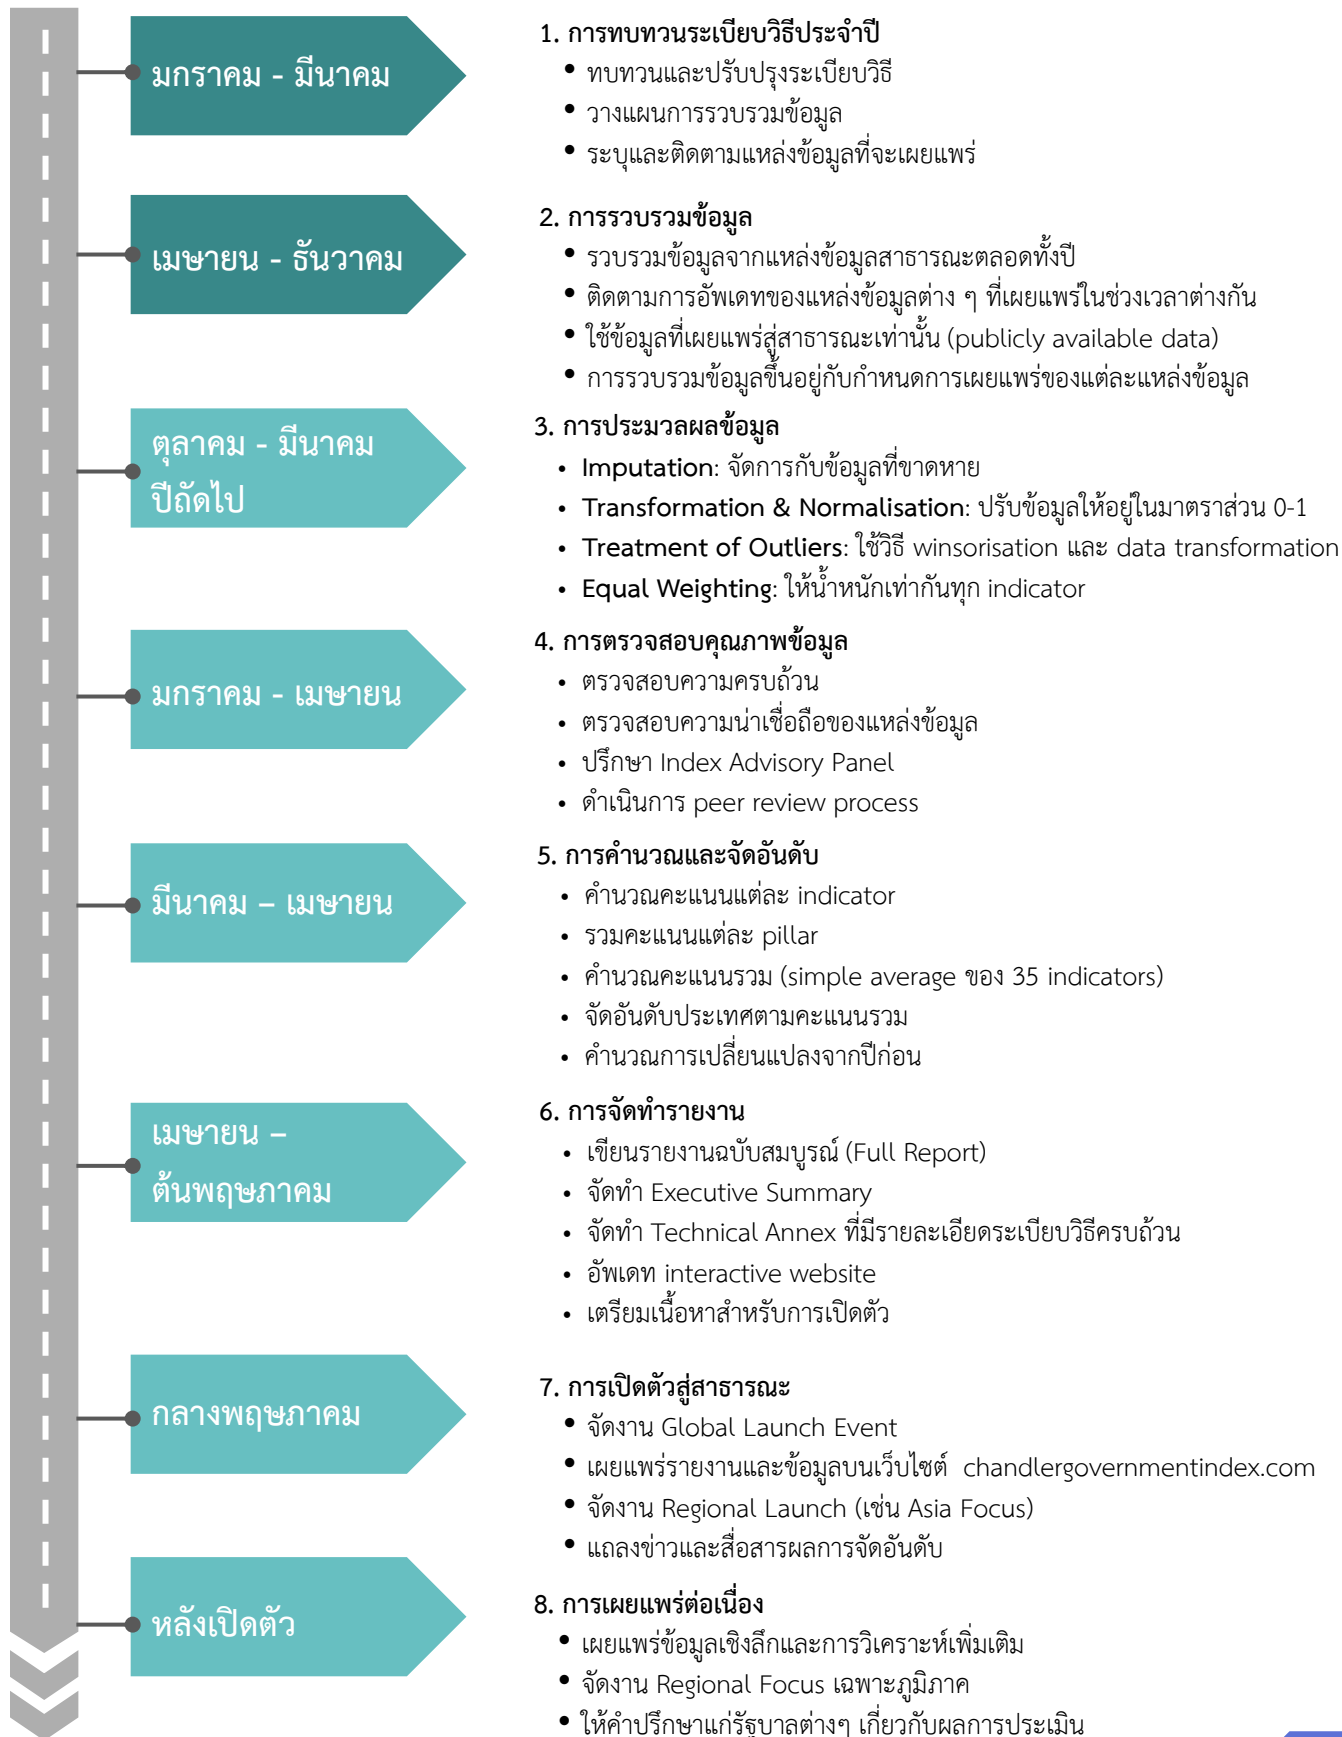 มกราคม - มีนาคม
1. การทบทวนระเบียบวิธีประจำปี
• ทบทวนและปรับปรุงระเบียบวิธี
• วางแผนการรวบรวมข้อมูล
• ระบุและติดตามแหล่งข้อมูลที่จะเผยแพร่
เมษายน - ธันวาคม
2. การรวบรวมข้อมูล
• รวบรวมข้อมูลจากแหล่งข้อมูลสาธารณะตลอดทั้งปี
• ติดตามการอัพเดทของแหล่งข้อมูลต่าง ๆ ที่เผยแพร่ในช่วงเวลาต่างกัน
• ใช้ข้อมูลที่เผยแพร่สู่สาธารณะเท่านั้น (publicly available data)
• การรวบรวมข้อมูลขึ้นอยู่กับกำหนดการเผยแพร่ของแต่ละแหล่งข้อมูล
ตุลาคม - มีนาคม
ปีถัดไป
3. การประมวลผลข้อมูล
• Imputation: จัดการกับข้อมูลที่ขาดหาย
• Transformation & Normalisation: ปรับข้อมูลให้อยู่ในมาตราส่วน 0-1
• Treatment of Outliers: ใช้วิธี winsorisation และ data transformation
• Equal Weighting: ให้น้ำหนักเท่ากันทุก indicator
มกราคม - เมษายน
4. การตรวจสอบคุณภาพข้อมูล
• ตรวจสอบความครบถ้วน
• ตรวจสอบความน่าเชื่อถือของแหล่งข้อมูล
• ปรึกษา Index Advisory Panel
• ดำเนินการ peer review process
มีนาคม – เมษายน
5. การคำนวณและจัดอันดับ
• คำนวณคะแนนแต่ละ indicator
• รวมคะแนนแต่ละ pillar
• คำนวณคะแนนรวม (simple average ของ 35 indicators)
• จัดอันดับประเทศตามคะแนนรวม
• คำนวณการเปลี่ยนแปลงจากปีก่อน
เมษายน –
ต้นพฤษภาคม
6. การจัดทำรายงาน
• เขียนรายงานฉบับสมบูรณ์ (Full Report)
• จัดทำ Executive Summary
• จัดทำ Technical Annex ที่มีรายละเอียดระเบียบวิธีครบถ้วน
• อัพเดท interactive website
• เตรียมเนื้อหาสำหรับการเปิดตัว
กลางพฤษภาคม
7. การเปิดตัวสู่สาธารณะ
• จัดงาน Global Launch Event
• เผยแพร่รายงานและข้อมูลบนเว็บไซต์ chandlergovernmentindex.com
• จัดงาน Regional Launch (เช่น Asia Focus)
• แถลงข่าวและสื่อสารผลการจัดอันดับ
หลังเปิดตัว
8. การเผยแพร่ต่อเนื่อง
• เผยแพร่ข้อมูลเชิงลึกและการวิเคราะห์เพิ่มเติม
• จัดงาน Regional Focus เฉพาะภูมิภาค
• ให้คำปรึกษาแก่รัฐบาลต่างๆ เกี่ยวกับผลการประเมิน